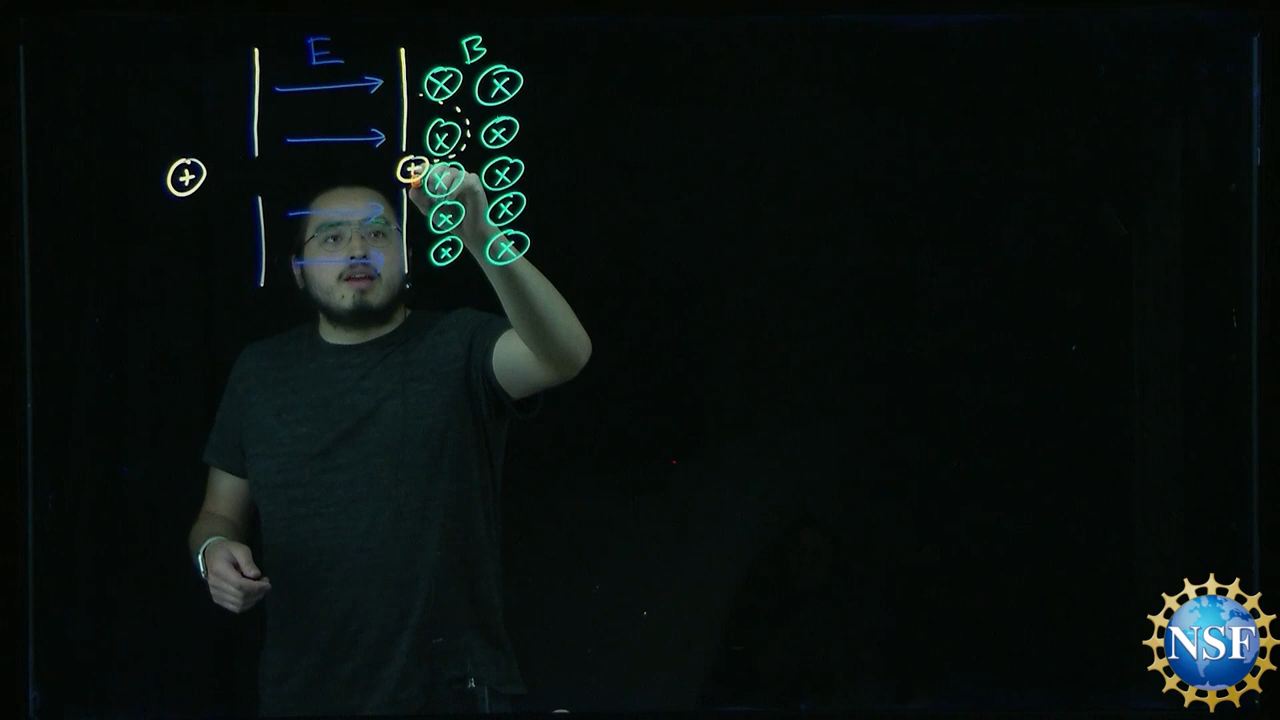 E
B
⊗ ⊗
⊗ ⊗
⊕ ⊕ ⊗ ⊗
⊗ ⊗
⊗ ⊗
NSF